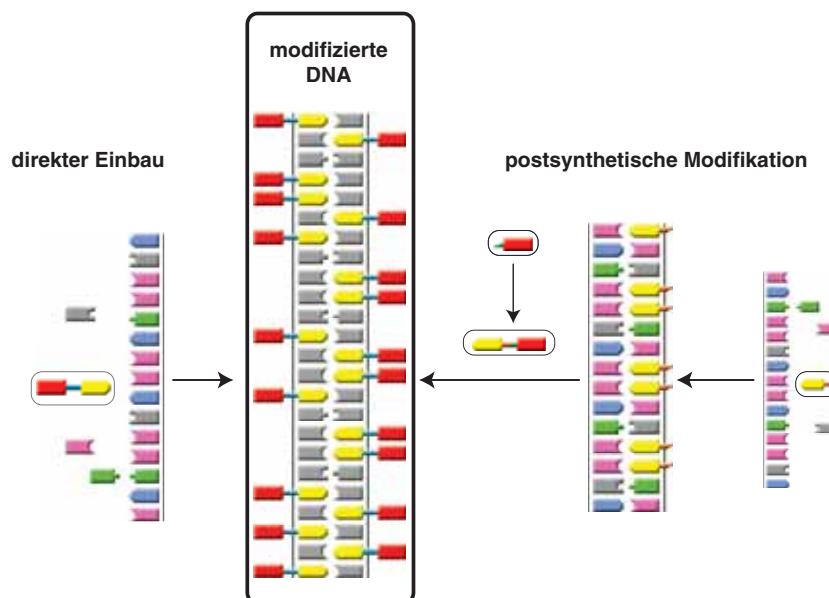 modifizierte
DNA
direkter Einbau
postsynthetische Modifikation